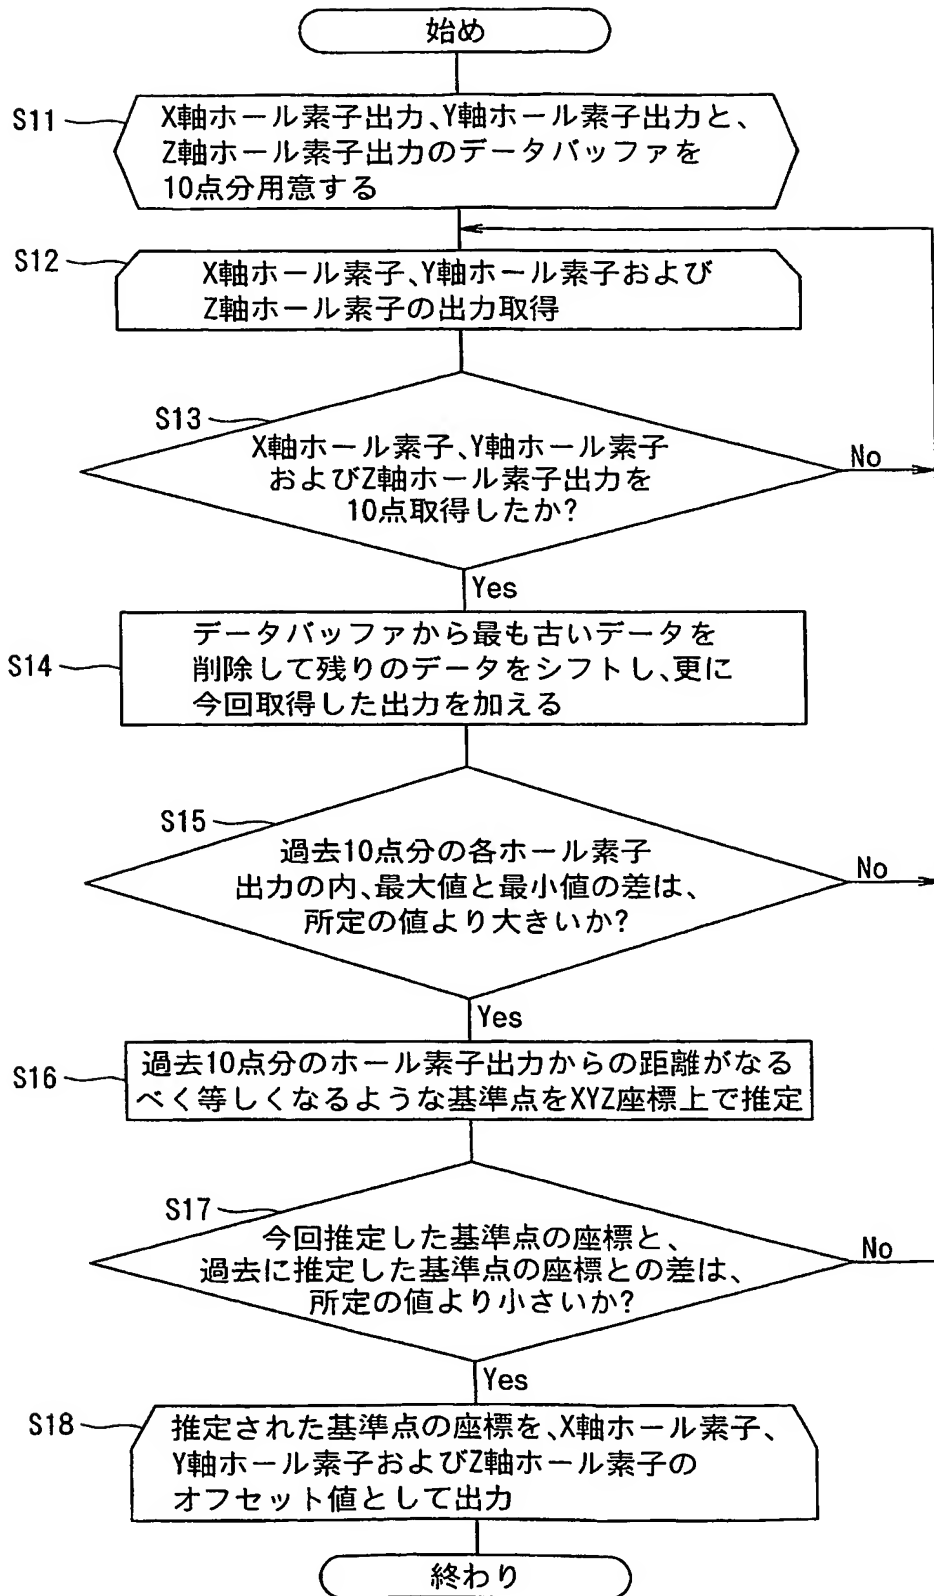 始め
S11
X軸ホール素子出力、Y軸ホール素子出力と、
Z軸ホール素子出力のデータバッファを
10点分用意する
S12
X軸ホール素子、Y軸ホール素子および
Z軸ホール素子の出力取得
S13
X軸ホール素子、Y軸ホール素子
およびZ軸ホール素子出力を
10点取得したか?
No
Yes
S14
データバッファから最も古いデータを
削除して残りのデータをシフトし、更に
今回取得した出力を加える
S15
過去10点分の各ホール素子
出力の内、最大値と最小値の差は、
所定の値より大きいか?
No
Yes
S16
過去10点分のホール素子出力からの距離がなる
べく等しくなるような基準点をXYZ座標上で推定
S17
今回推定した基準点の座標と、
過去に推定した基準点の座標との差は、
所定の値より小さいか?
No
Yes
S18
推定された基準点の座標を、X軸ホール素子、
Y軸ホール素子およびZ軸ホール素子の
オフセット値として出力
終わり